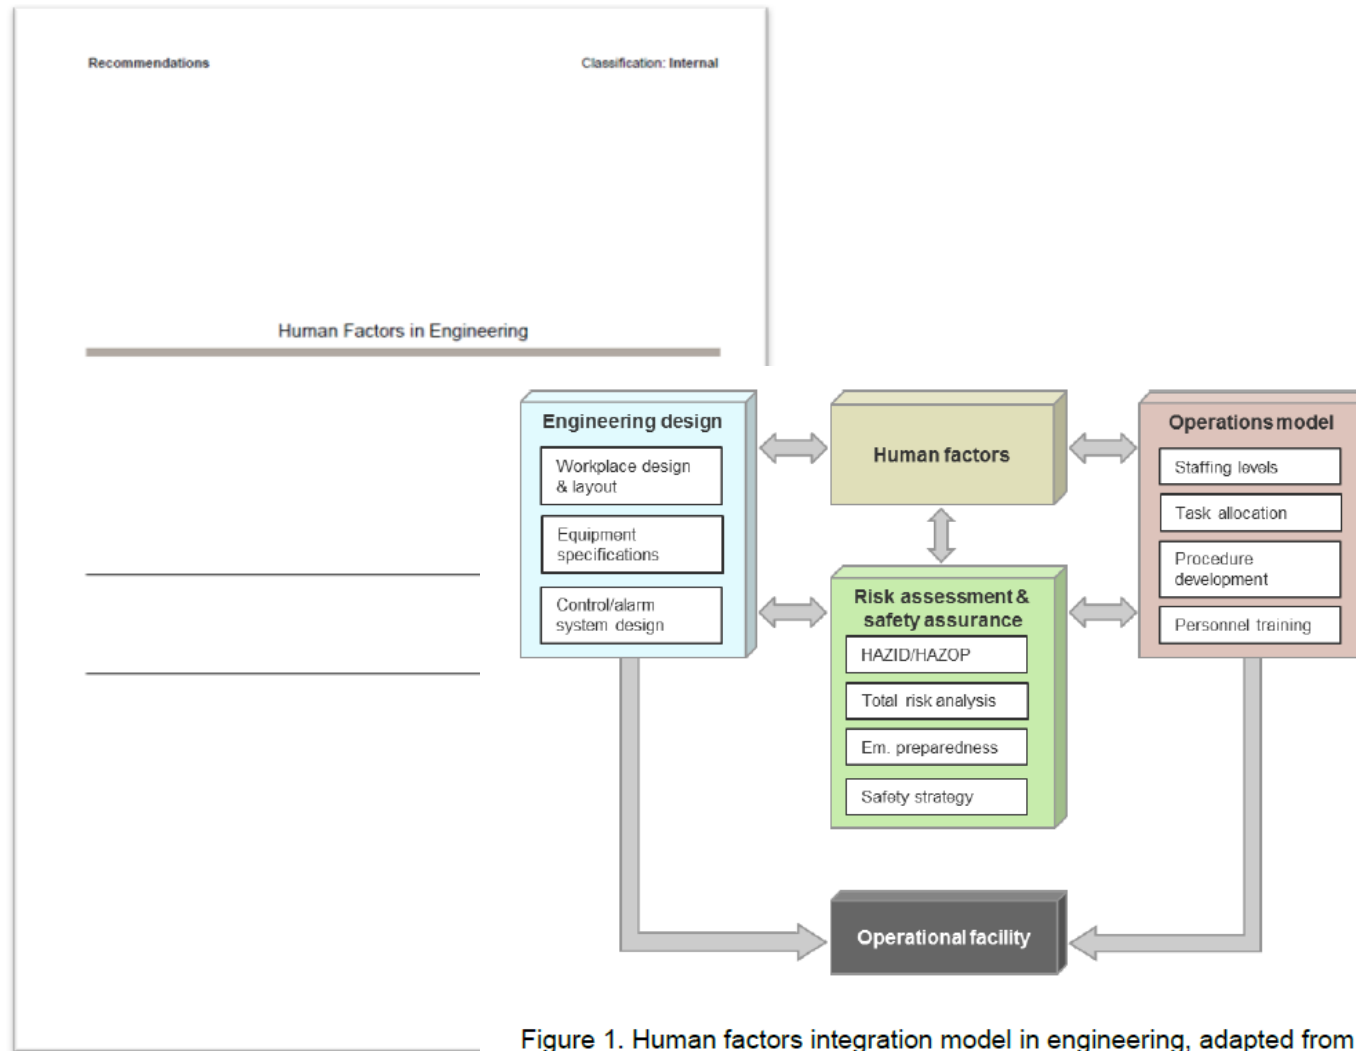 Recommendations
Classification: Internal
Human Factors in Engineering
Engineering design
Workplace design
& layout
Equipment
specifications
Control/alarm
system design
Human factors
Risk assessment &
safety assurance
HAZID/HAZOP
Total risk analysis
Em. preparedness
Safety strategy
Operations model
Staffing levels
Task allocation
Procedure
development
Personnel training
Operational facility
Figure 1. Human factors integration model in engineering, adapted from